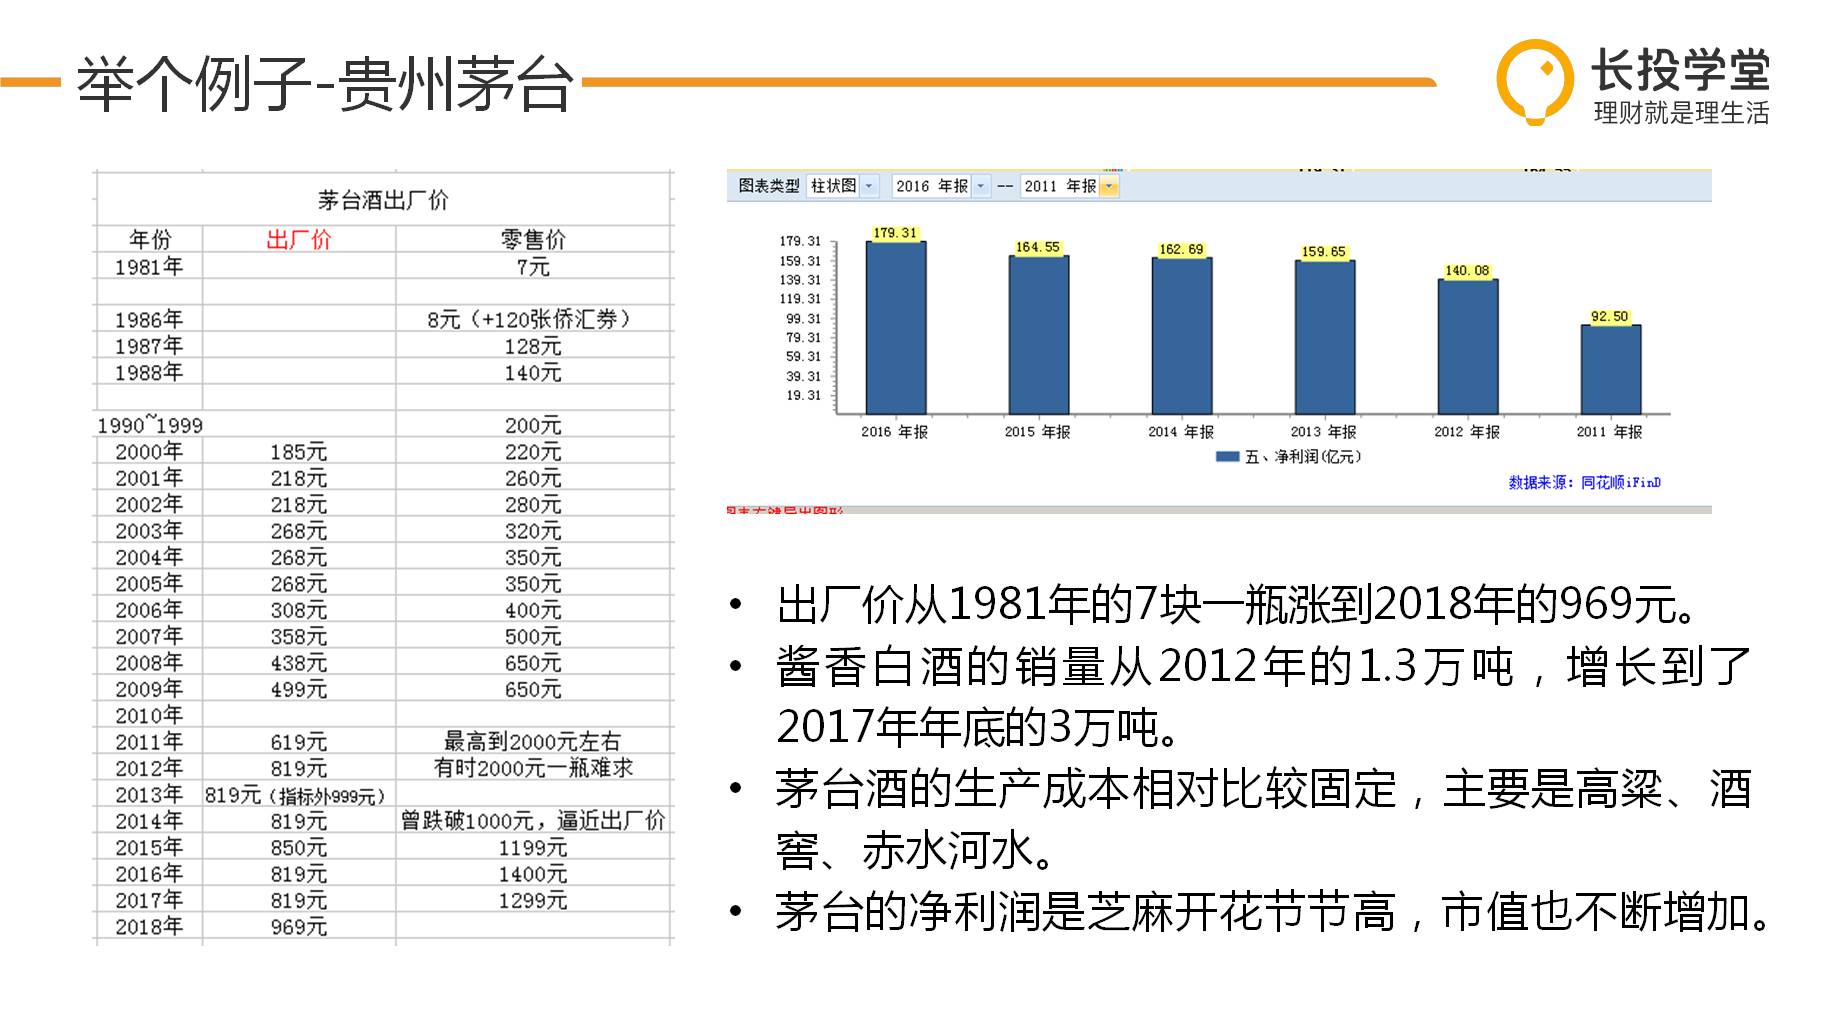 举个例子-贵州茅台
长投学堂
理财就是理生活
茅台酒出厂价
年份 出厂价 零售价
1981年 7元
1986年 8元（+120张侨汇券）
1987年 128元
1988年 140元
1990~1999 200元
2000年 185元 220元
2001年 218元 260元
2002年 218元 280元
2003年 268元 320元
2004年 268元 350元
2005年 268元 350元
2006年 308元 400元
2007年 358元 500元
2008年 438元 650元
2009年 499元 650元
2010年
2011年 619元 最高到2000元左右
2012年 819元 有时2000元一瓶难求
2013年 819元（指标外999元）
2014年 819元 曾跌破1000元，逼近出厂价
2015年 850元 1199元
2016年 819元 1400元
2017年 819元 1299元
2018年 969元
图表类型 柱状图 2016 年报 -- 2011 年报
179.31
159.31
139.31
119.31
99.31
79.31
59.31
39.31
19.31
179.31 164.55 162.69 159.65 140.08 92.50
2016 年报 2015 年报 2014 年报 2013 年报 2012 年报 2011 年报
五、净利润(亿元)
数据来源：同花顺iFinD
• 出厂价从1981年的7块一瓶涨到2018年的969元。
• 酱香白酒的销量从2012年的1.3万吨，增长到了
2017年年底的3万吨。
• 茅台酒的生产成本相对比较固定，主要是高粱、酒
窖、赤水河水。
• 茅台的净利润是芝麻开花节节高，市值也不断增加。